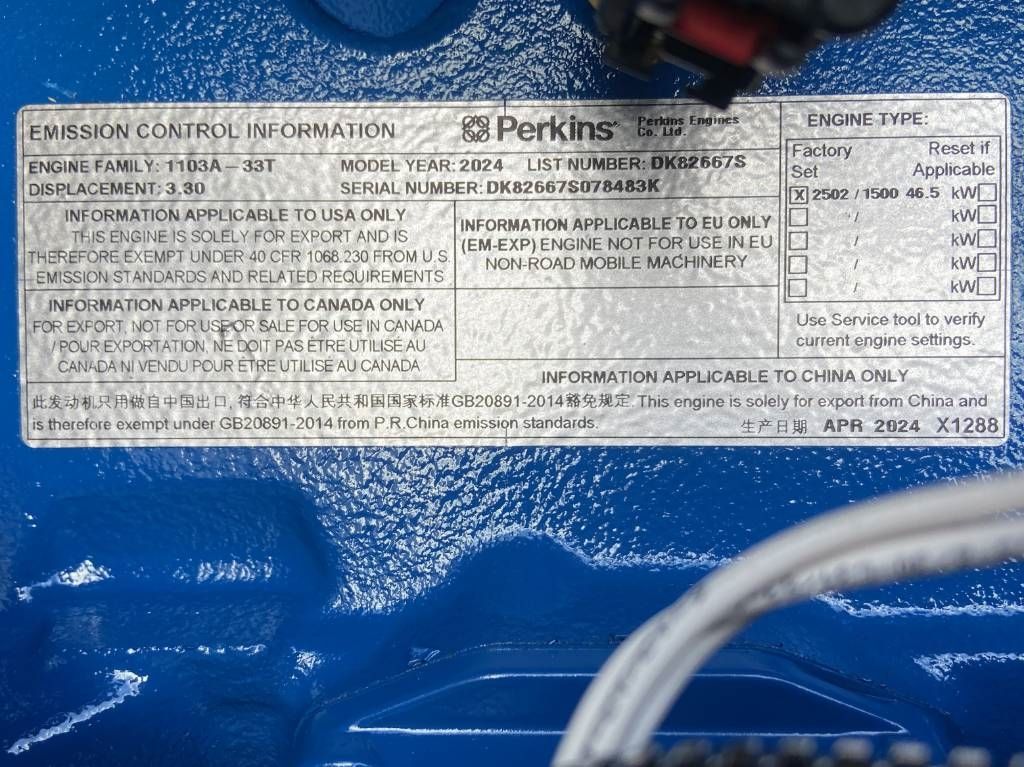 EMISSION CONTROL INFORMATION
Perkins
Perkins Engines
Co. Ltd.
ENGINE FAMILY: 1103A-33T
MODEL YEAR: 2024
LIST NUMBER: DK82667S
DISPLACEMENT: 3.30
SERIAL NUMBER: DK82667S078483K
INFORMATION APPLICABLE TO USA ONLY
THIS ENGINE IS SOLELY FOR EXPORT AND IS
THEREFORE EXEMPT UNDER 40 CFR 1068.230 FROM U.S.
EMISSION STANDARDS AND RELATED REQUIREMENTS
INFORMATION APPLICABLE TO CANADA ONLY
FOR EXPORT, NOT FOR USE OR SALE FOR USE IN CANADA
/ POUR EXPORTATION, NE DOIT PAS ÊTRE UTILISÉ AU
CANADA NI VENDU POUR ÊTRE UTILISÉ AU CANADA
INFORMATION APPLICABLE TO EU ONLY
(EM-EXP) ENGINE NOT FOR USE IN EU
NON-ROAD MOBILE MACHINERY
ENGINE TYPE:
Factory Reset if
Set Applicable
X 2502 / 1500 46.5 kW
/ kW
/ kW
/ kW
/ kW
Use Service tool to verify
current engine settings.
INFORMATION APPLICABLE TO CHINA ONLY
此发动机只用做自中国出口, 符合中华人民共和国国家标准GB20891-2014豁免规定. This engine is solely for export from China and
is therefore exempt under GB20891-2014 from P.R.China emission standards.
生产日期 APR 2024 X1288